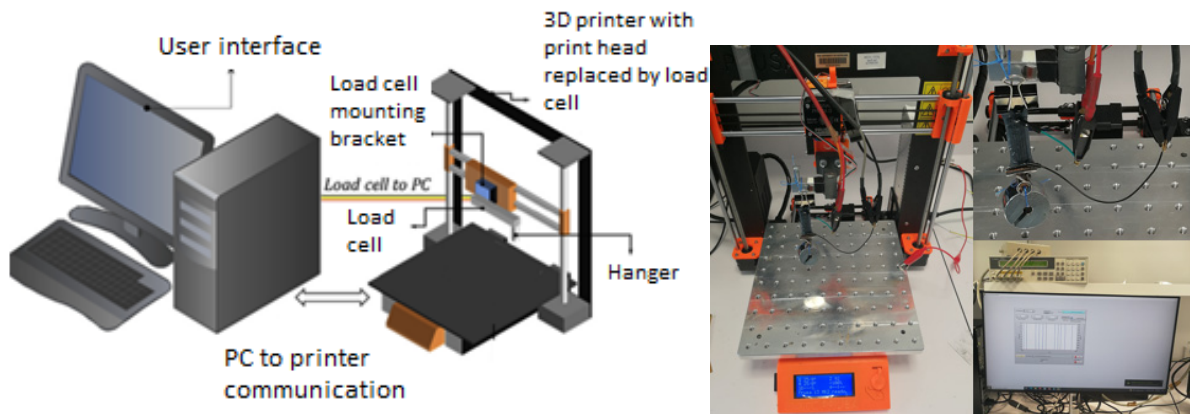 User interface
Load cell
mounting
bracket
3D printer with
print head
replaced by load
cell
Load cell to PC
Load
cell
Hanger
PC to printer
communication